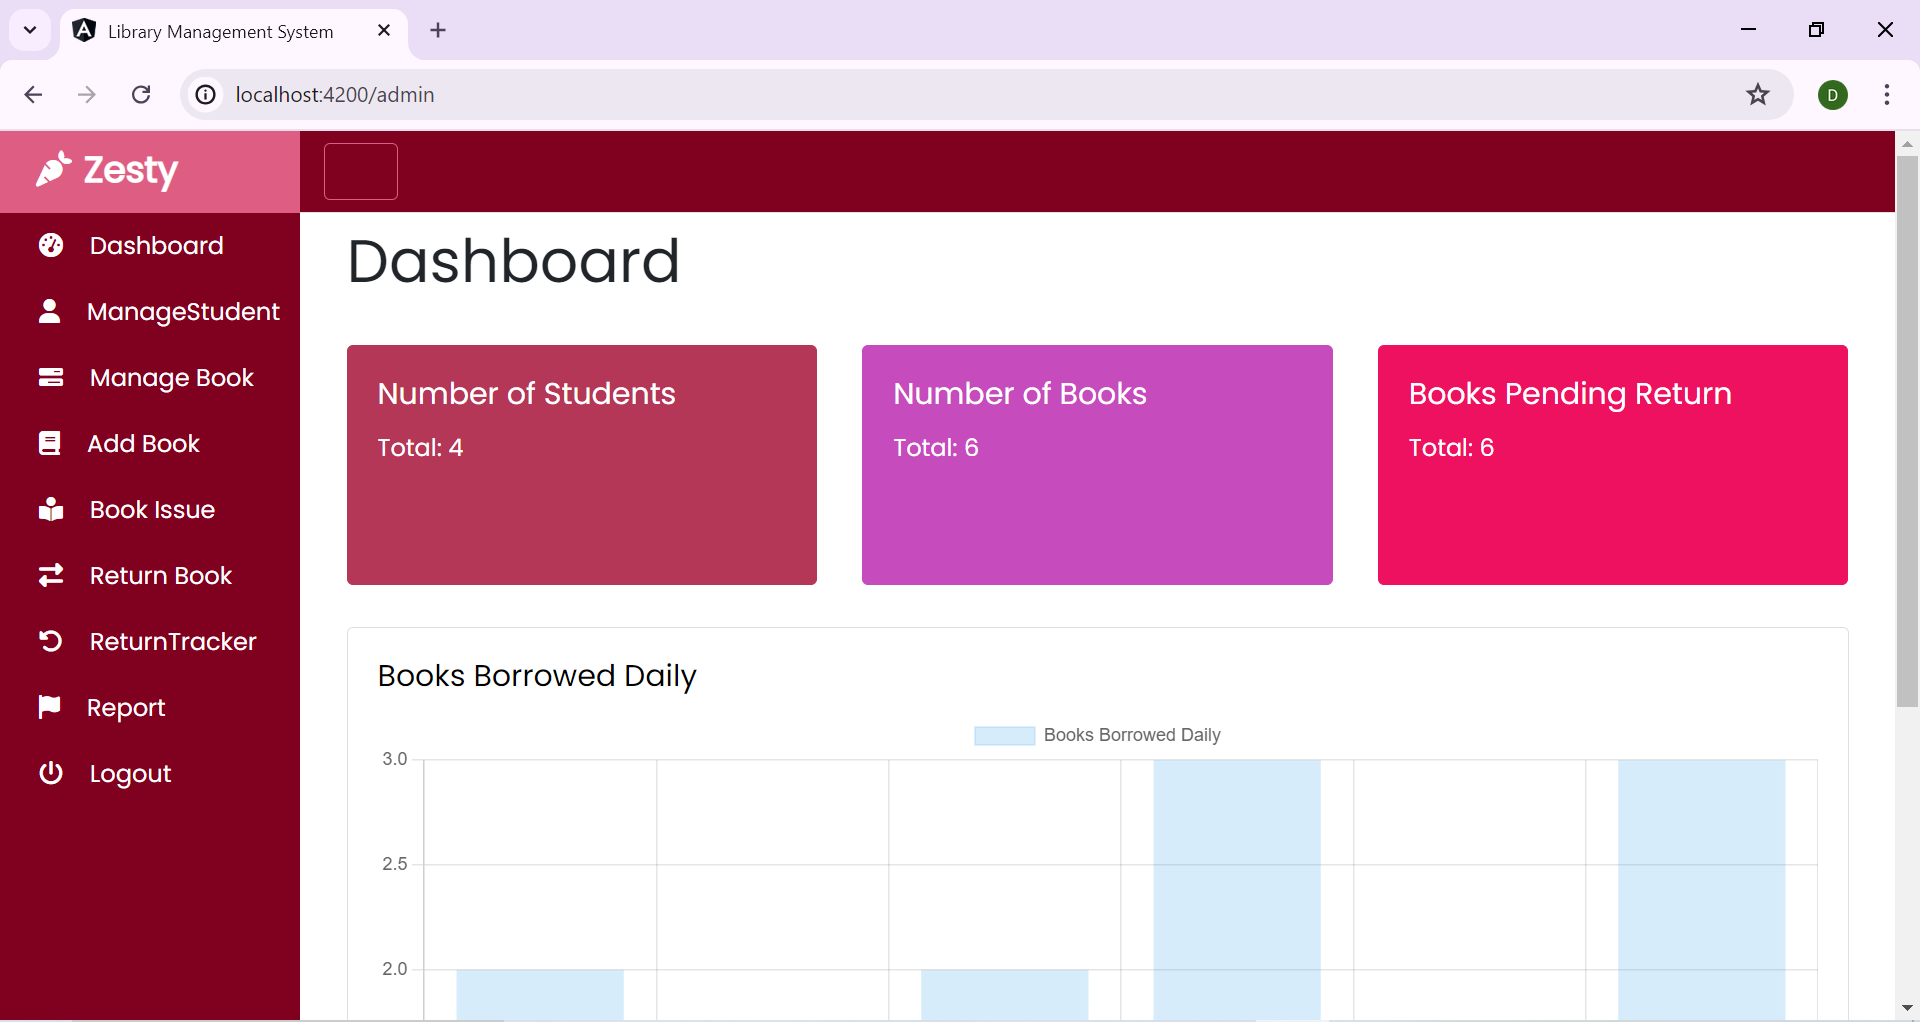 Library Management System
localhost:4200/admin
D
Zesty
Dashboard
ManageStudent
Manage Book
Add Book
Book Issue
Return Book
ReturnTracker
Report
Logout
Dashboard
Number of Students
Total: 4
Number of Books
Total: 6
Books Pending Return
Total: 6
Books Borrowed Daily
Books Borrowed Daily
3.0
2.5
2.0